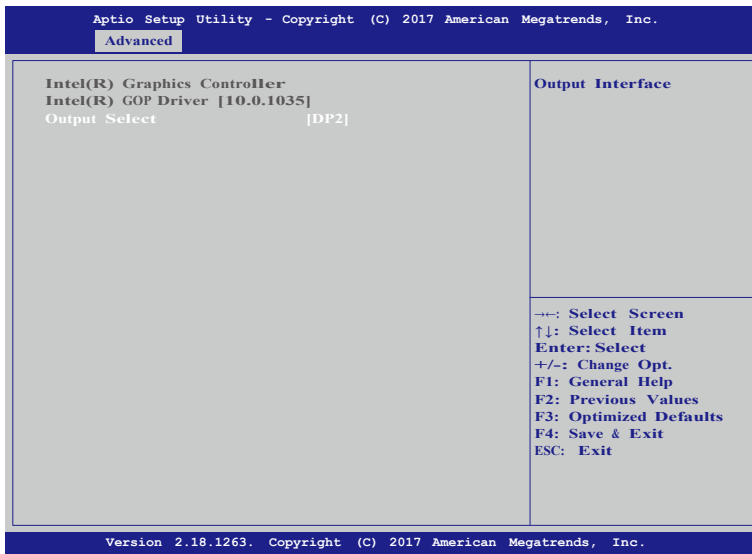 Aptio Setup Utility - Copyright (C) 2017 American Megatrends, Inc.
Advanced
Intel(R) Graphics Controller
Intel(R) GOP Driver [10.0.1035]
Output Select [DP2]
Output Interface
→←: Select Screen
↑↓: Select Item
Enter: Select
+/-: Change Opt.
F1: General Help
F2: Previous Values
F3: Optimized Defaults
F4: Save & Exit
ESC: Exit
Version 2.18.1263. Copyright (C) 2017 American Megatrends, Inc.